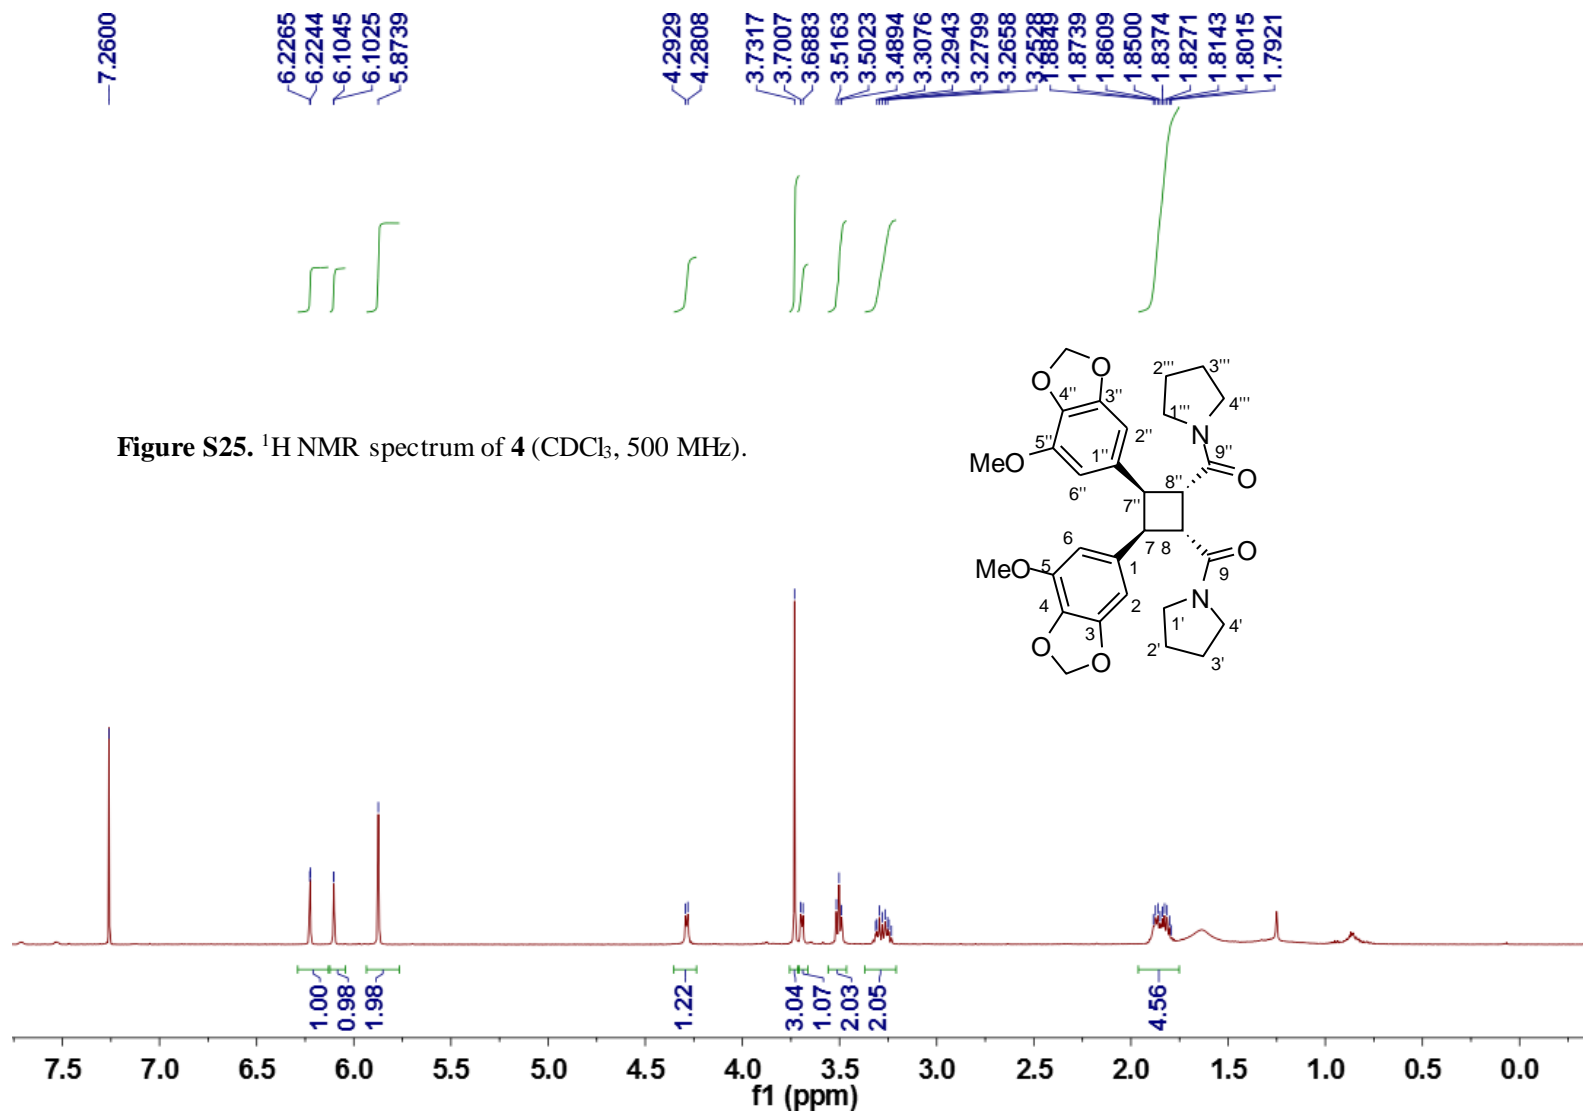 7.2600
6.2265
6.2244
6.1045
6.1025
5.8739
4.2929
4.2808
3.7317
3.7007
3.6883
3.5163
3.5023
3.4894
3.3076
3.2943
3.2799
3.2658
3.2528
1.8849
1.8739
1.8609
1.8500
1.8374
1.8271
1.8143
1.8015
1.7921
O O 2''' 3'''
4'' 3'' 1''' 4'''
5'' 2'' N
MeO 1'' 9''
6'' 8'' O
7''
6 7 8 O
MeO 5 1 9
4 2 N
3 1' 4'
O O 2' 3'
Figure S25. ¹H NMR spectrum of 4 (CDCl₃, 500 MHz).
1.00
0.98
1.98
1.22
3.04
1.07
2.03
2.05
4.56
7.5 7.0 6.5 6.0 5.5 5.0 4.5 4.0 3.5 3.0 2.5 2.0 1.5 1.0 0.5 0.0
f1 (ppm)